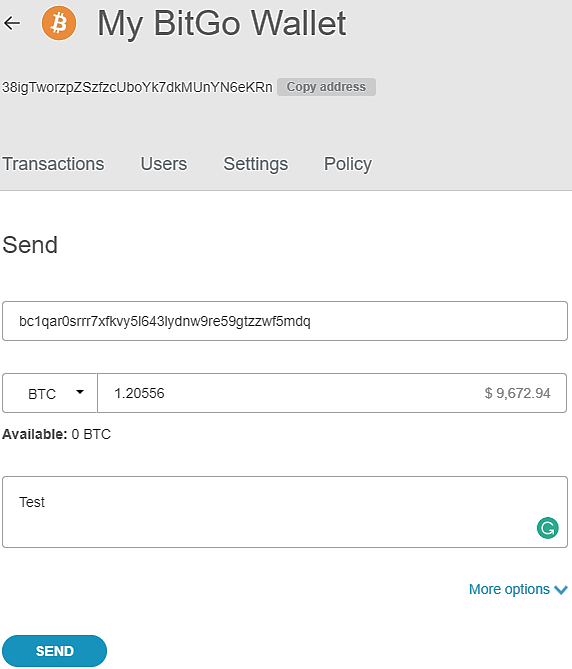 My BitGo Wallet
38igTworzpZSzfzcUboYk7dkMUnYN6eKRn Copy address
Transactions Users Settings Policy
Send
bc1qar0srrr7xfkvy5l643lydnw9re59gtzzwf5mdq
BTC 1.20556 $ 9,672.94
Available: 0 BTC
Test
More options
SEND